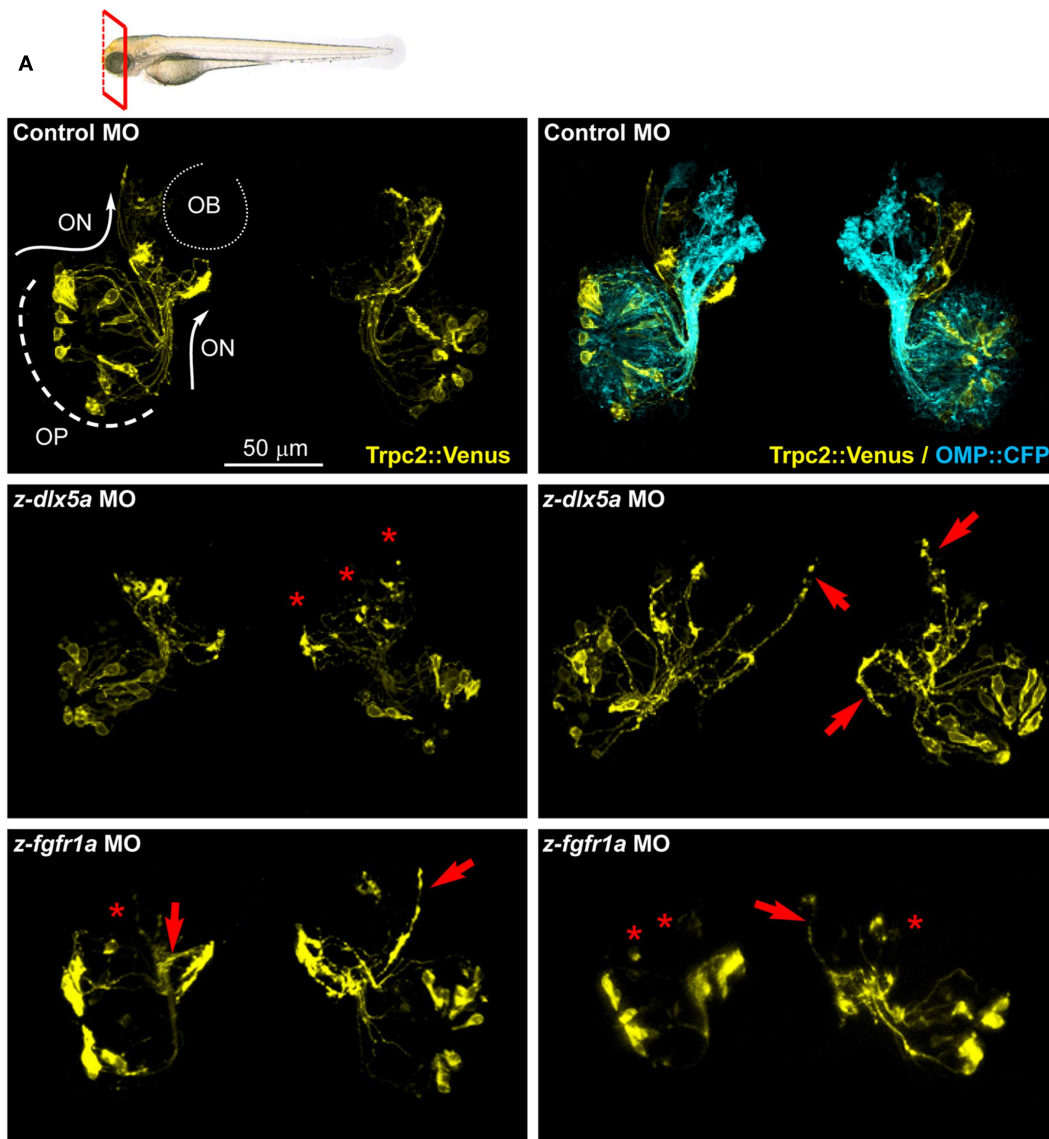 A
Control MO
ON
OB
ON
OP
50 μm
Trpc2::Venus
Control MO
Trpc2::Venus / OMP::CFP
z-dlx5a MO
* * *
z-dlx5a MO
z-fgfr1a MO
*
z-fgfr1a MO
* * *